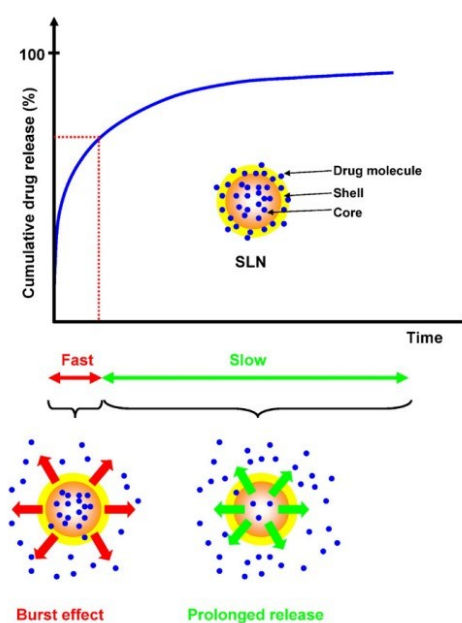 100
Cumulative drug release (%)
Drug molecule
Shell
Core
SLN
Time
Fast
Slow
Burst effect
Prolonged release